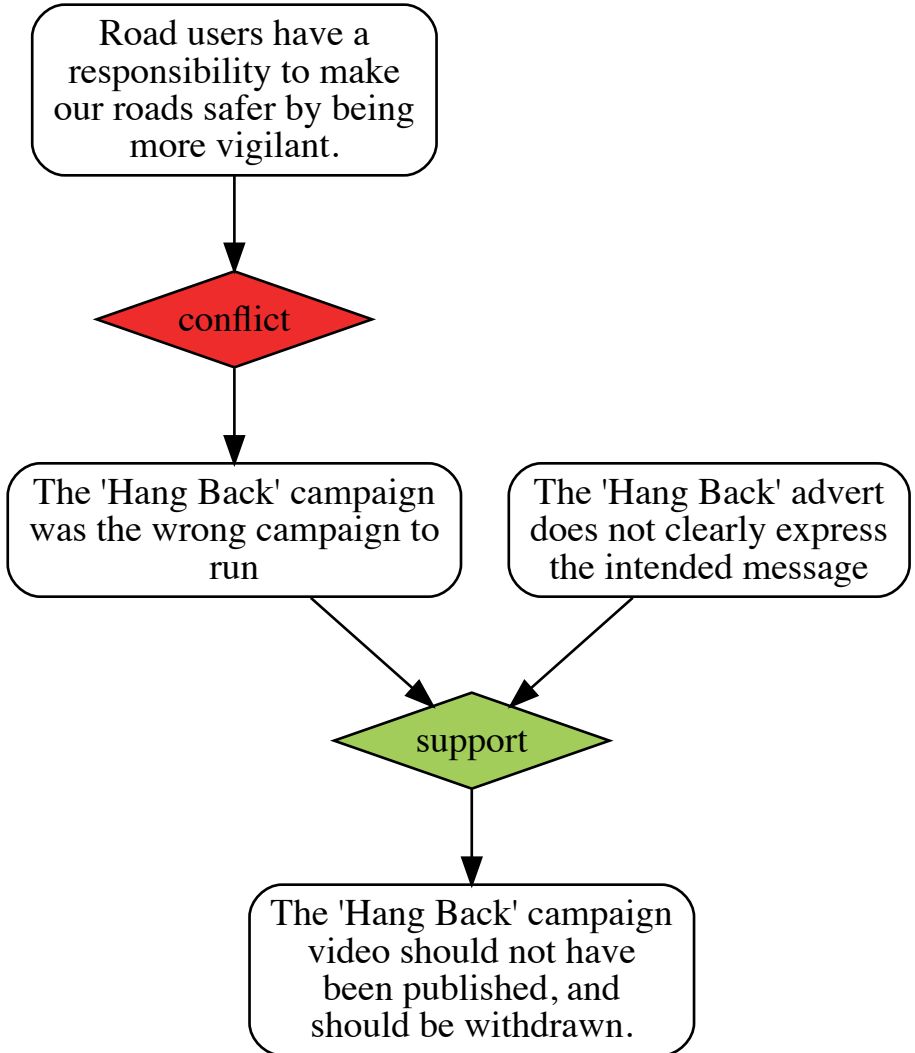 Road users have a
responsibility to make
our roads safer by being
more vigilant.
conflict
The 'Hang Back' campaign
was the wrong campaign to
run
The 'Hang Back' advert
does not clearly express
the intended message
support
The 'Hang Back' campaign
video should not have
been published, and
should be withdrawn.